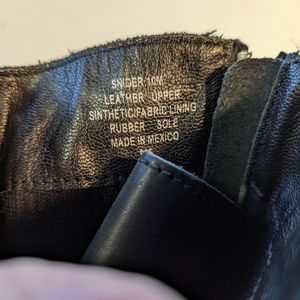 SNIDER 10M
LEATHER UPPER
SINTHETIC/FABRIC LINING
RUBBER SOLE
MADE IN MEXICO